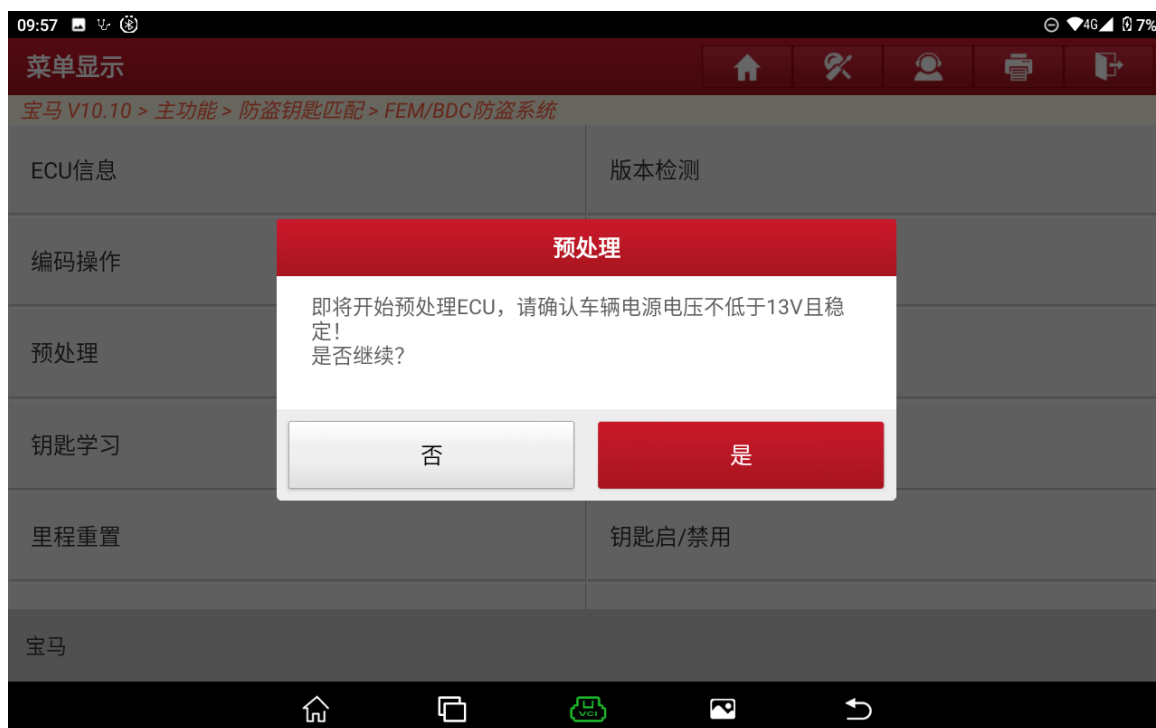 09:57
4G 7%
菜单显示
宝马 V10.10 > 主功能 > 防盗钥匙匹配 > FEM/BDC防盗系统
ECU信息
版本检测
编码操作
预处理
即将开始预处理ECU，请确认车辆电源电压不低于13V且稳
定！
是否继续？
预处理
钥匙学习
否
是
里程重置
钥匙启/禁用
宝马
VCI